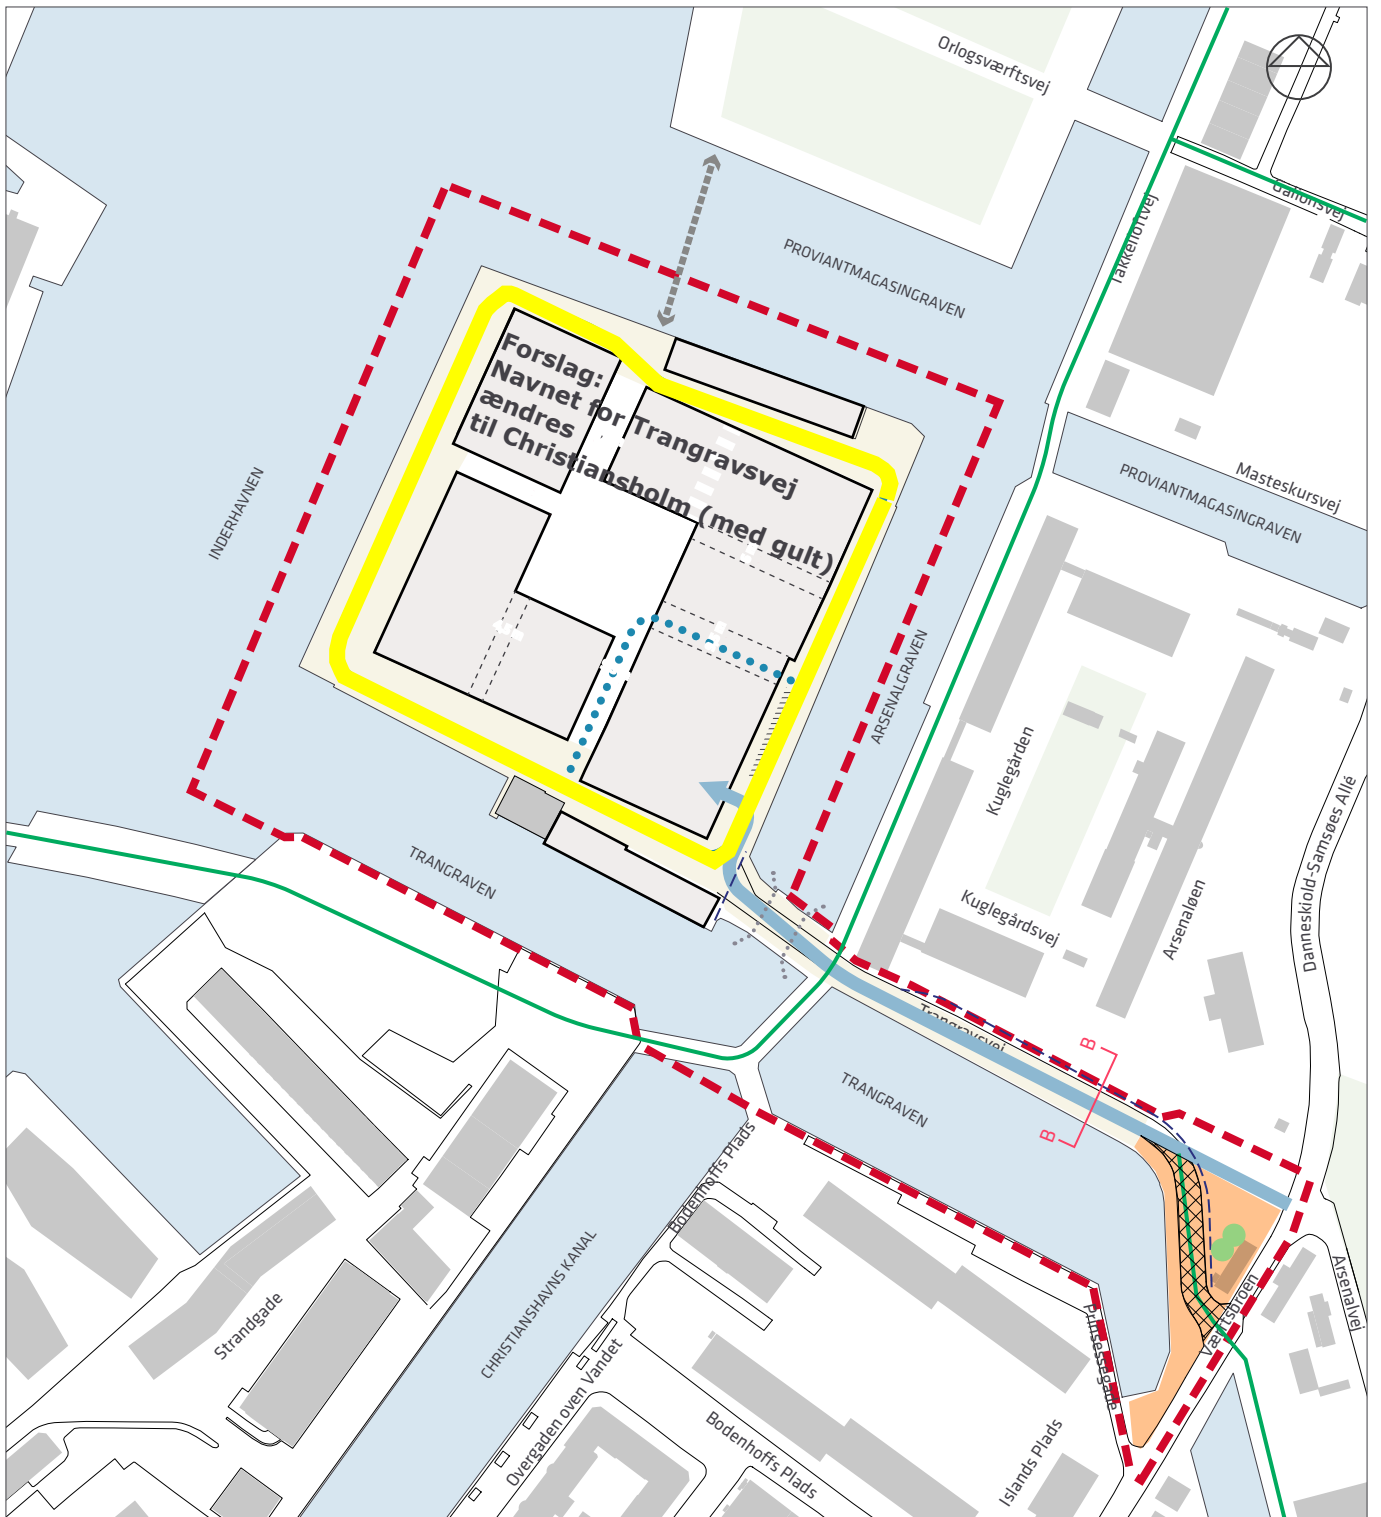 Orlogsværftsvej
Gallionsvej
Takkelloftvej
PROVIANTMAGASINGRAVEN
Forslag:
Navnet for Trangravsvej
ændres
til Christiansholm (med gult)
INDERHAVNEN
PROVIANTMAGASINGRAVEN
Masteskursvej
ARSENALGRAVEN
Kuglegården
Danneskiold-Samsøes Allé
TRANGRAVEN
Kuglegårdsvej
Arsenaløen
Trangravsvej
B
B
TRANGRAVEN
Bodenhoffs Plads
CHRISTIANSHAVNS KANAL
Strandgade
Prinsessegade
Værftsbroen
Arsenalvej
Overgaden oven Vandet
Bodenhoffs Plads
Islands Plads